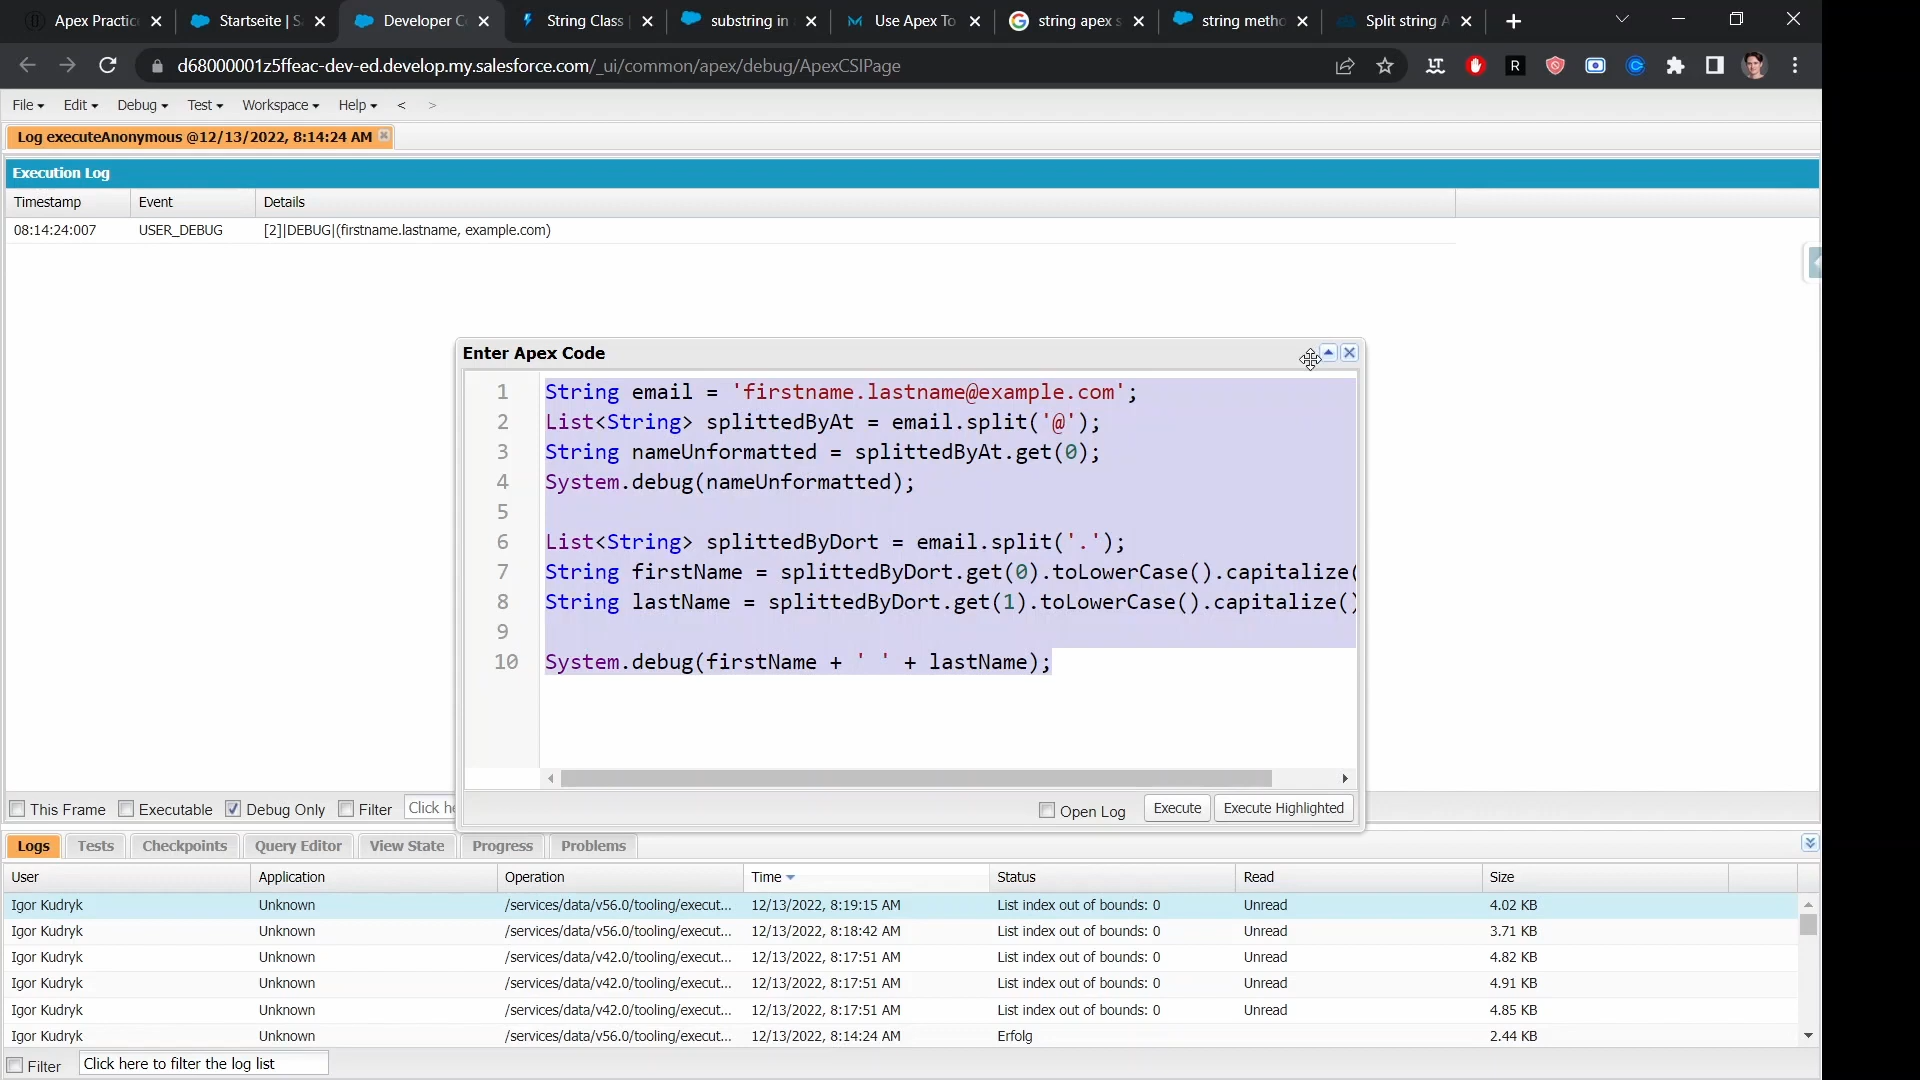 Apex Practic
Startseite | S
Developer C
String Class
substring in
Use Apex To
string apex s
string metho
Split string A
d68000001z5ffeac-dev-ed.develop.my.salesforce.com/_ui/common/apex/debug/ApexCSIPage
File Edit Debug Test Workspace Help < >
Log executeAnonymous @12/13/2022, 8:14:24 AM
Execution Log
Timestamp Event Details
08:14:24:007 USER_DEBUG [2]|DEBUG|(firstname.lastname, example.com)
Enter Apex Code
1 String email = 'firstname.lastname@example.com';
2 List<String> splittedByAt = email.split('@');
3 String nameUnformatted = splittedByAt.get(0);
4 System.debug(nameUnformatted);
5
6 List<String> splittedByDort = email.split('.');
7 String firstName = splittedByDort.get(0).toLowerCase().capitalize(
8 String lastName = splittedByDort.get(1).toLowerCase().capitalize()
9
10 System.debug(firstName + ' ' + lastName);
This Frame Executable Debug Only Filter Click he
Open Log Execute Execute Highlighted
Logs Tests Checkpoints Query Editor View State Progress Problems
User Application Operation Time Status Read Size
Igor Kudryk Unknown /services/data/v56.0/tooling/execut... 12/13/2022, 8:19:15 AM List index out of bounds: 0 Unread 4.02 KB
Igor Kudryk Unknown /services/data/v56.0/tooling/execut... 12/13/2022, 8:18:42 AM List index out of bounds: 0 Unread 3.71 KB
Igor Kudryk Unknown /services/data/v42.0/tooling/execut... 12/13/2022, 8:17:51 AM List index out of bounds: 0 Unread 4.82 KB
Igor Kudryk Unknown /services/data/v42.0/tooling/execut... 12/13/2022, 8:17:51 AM List index out of bounds: 0 Unread 4.91 KB
Igor Kudryk Unknown /services/data/v42.0/tooling/execut... 12/13/2022, 8:17:51 AM List index out of bounds: 0 Unread 4.85 KB
Igor Kudryk Unknown /services/data/v56.0/tooling/execut... 12/13/2022, 8:14:24 AM Erfolg 2.44 KB
Filter Click here to filter the log list